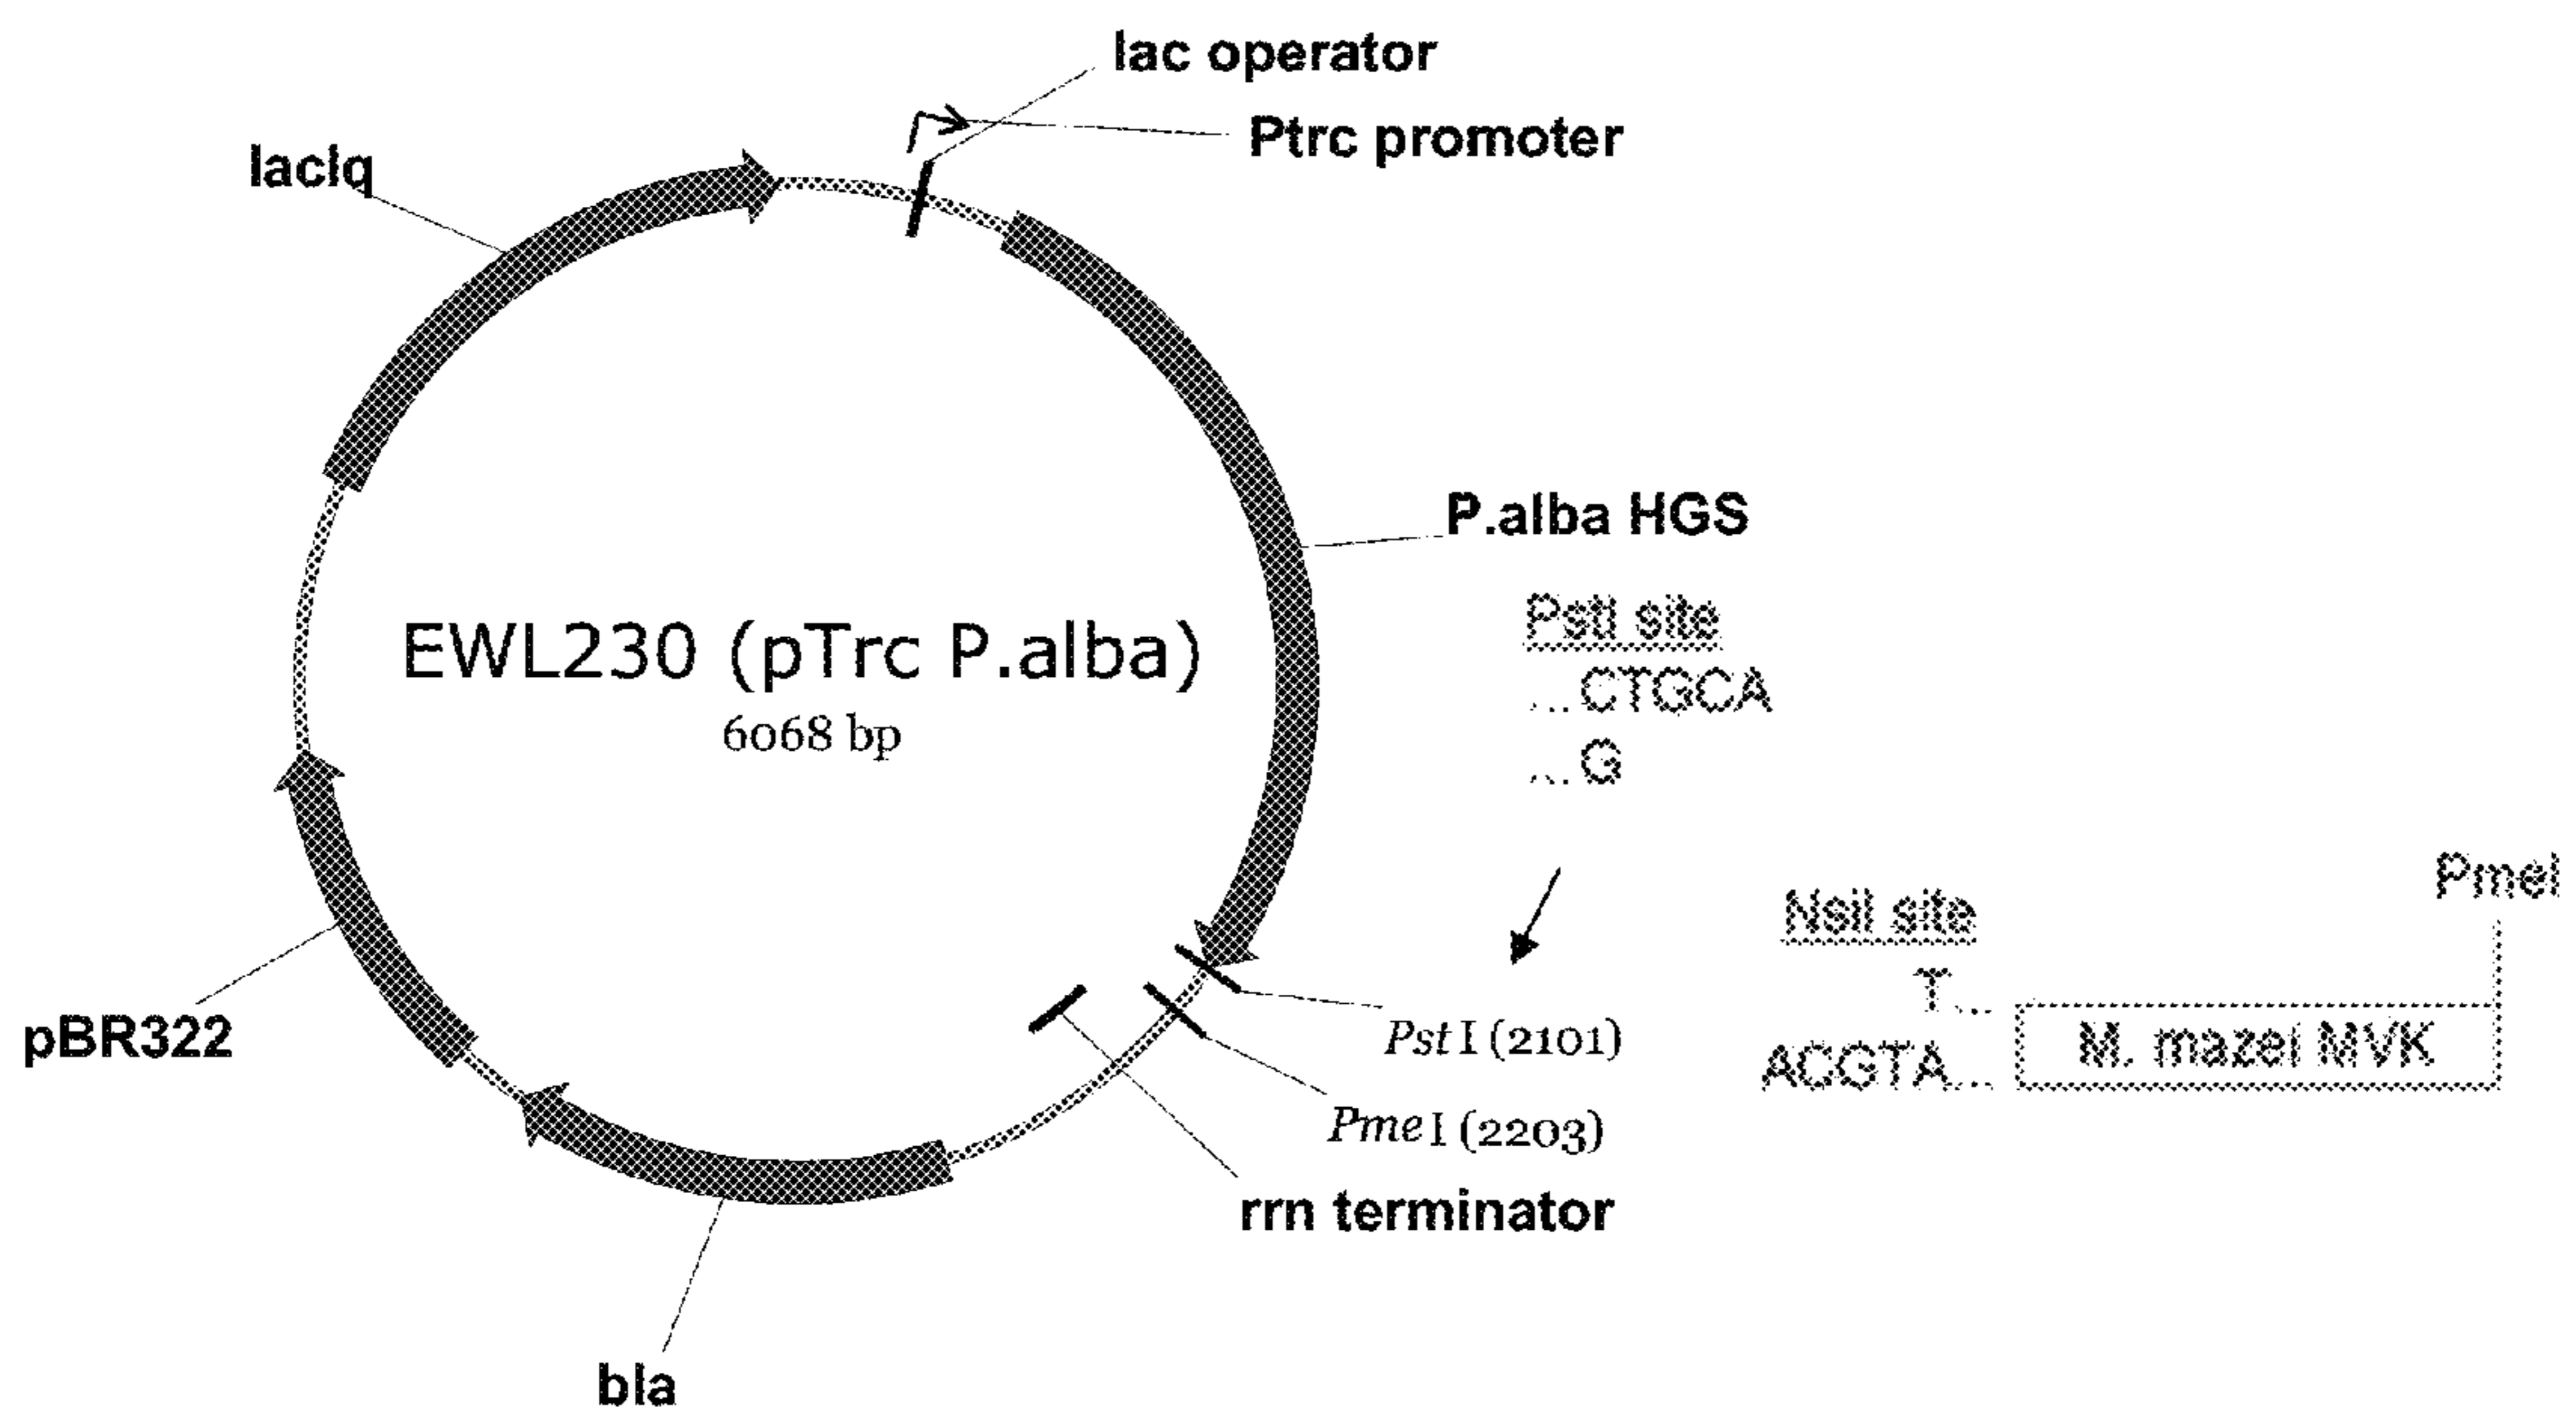 lac operator
Ptrc promoter
lacIq
P.alba HGS
PstI site
...CTGCA
...G
EWL230 (pTrc P.alba)
6068 bp
PmeI
NsiI site
T...
ACGTA...
M. mazei MVK
pBR322
PstI (2101)
PmeI (2203)
rrn terminator
bla